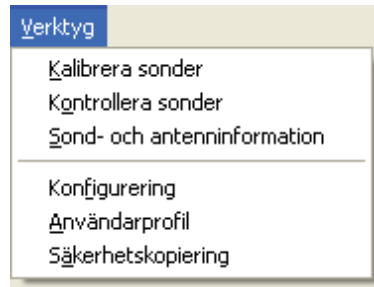 Verktyg
Kalibrera sonder
Kontrollera sonder
Sond- och antenninformation
Konfigurering
Användarprofil
Säkerhetskopiering